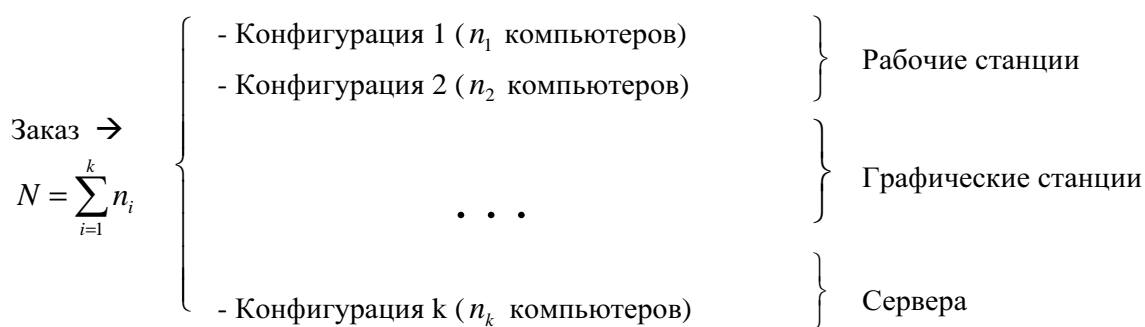 - Конфигурация 1 ( n₁ компьютеров)
Рабочие станции
- Конфигурация 2 ( n₂ компьютеров)
Заказ →
N = ∑_{i=1}^{k} n_i
Графические станции
. . .
- Конфигурация k ( n_k компьютеров)
Сервера